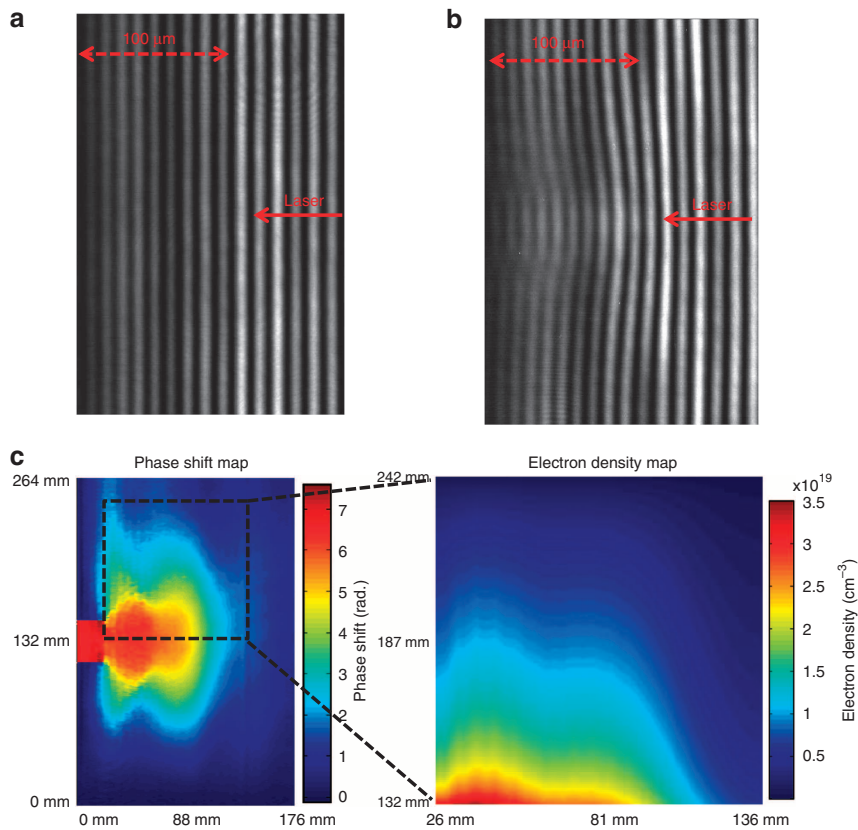 a
100 μm
Laser
b
100 μm
Laser
c
Phase shift map
264 mm
132 mm
0 mm
0 mm
88 mm
176 mm
7
6
5
4
3
2
1
0
Phase shift (rad.)
Electron density map
242 mm
187 mm
132 mm
26 mm
81 mm
136 mm
x10¹⁹
3.5
3
2.5
2
1.5
1
0.5
Electron density (cm⁻³)